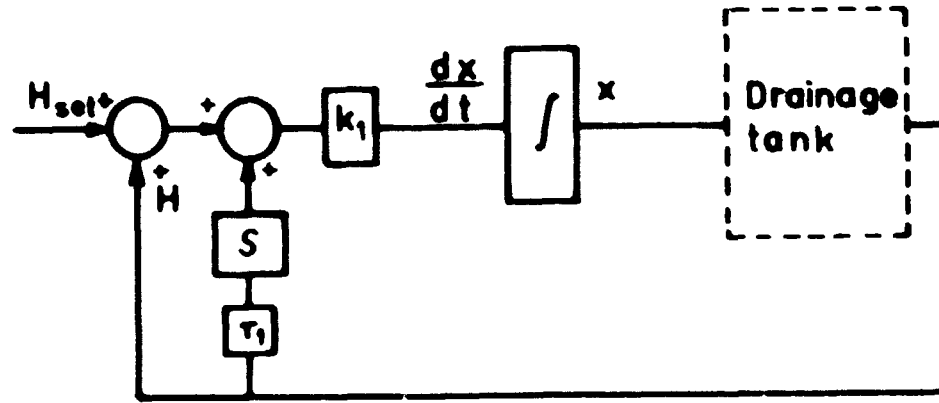 H_set +
+
+
H
+
S
τ₁
k₁
dx
dt
∫
x
Drainage
tank